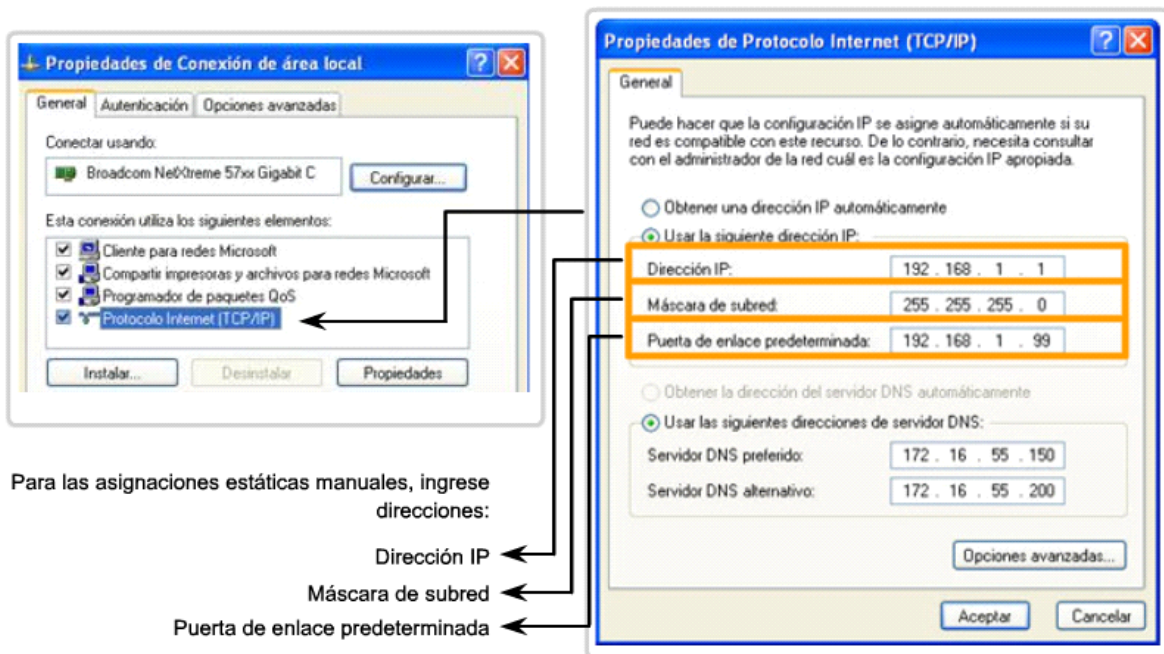 Propiedades de Conexión de área local
General Autenticación Opciones avanzadas
Conectar usando:
Broadcom NetXtreme 57xx Gigabit C
Configurar...
Esta conexión utiliza los siguientes elementos:
Cliente para redes Microsoft
Compartir impresoras y archivos para redes Microsoft
Programador de paquetes QoS
Protocolo Internet (TCP/IP)
Instalar... Desinstalar Propiedades
Para las asignaciones estáticas manuales, ingrese
direcciones:
Dirección IP
Máscara de subred
Puerta de enlace predeterminada
Propiedades de Protocolo Internet (TCP/IP)
General
Puede hacer que la configuración IP se asigne automáticamente si su
red es compatible con este recurso. De lo contrario, necesita consultar
con el administrador de la red cuál es la configuración IP apropiada.
Obtener una dirección IP automáticamente
Usar la siguiente dirección IP:
Dirección IP: 192 . 168 . 1 . 1
Máscara de subred: 255 . 255 . 255 . 0
Puerta de enlace predeterminada: 192 . 168 . 1 . 99
Obtener la dirección del servidor DNS automáticamente
Usar las siguientes direcciones de servidor DNS:
Servidor DNS preferido: 172 . 16 . 55 . 150
Servidor DNS alternativo: 172 . 16 . 55 . 200
Opciones avanzadas...
Aceptar Cancelar